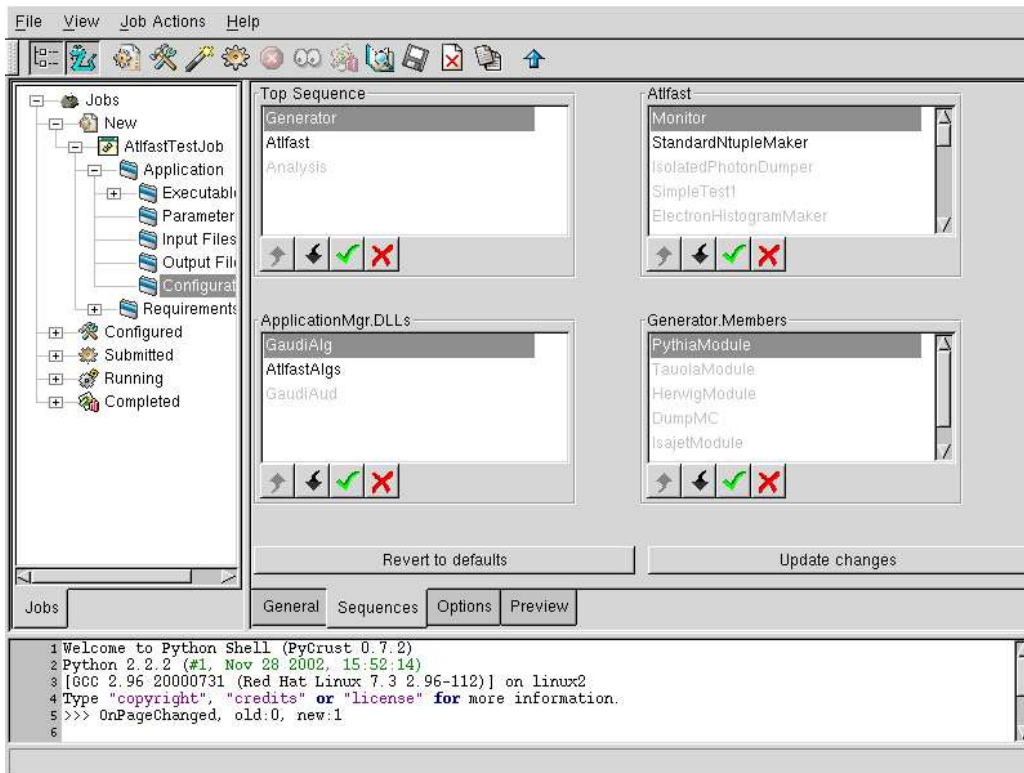 File View Job Actions Help
Jobs
New
AtlfastTestJob
Application
Executable
Parameter
Input Files
Output File
Configurat
Requirements
Configured
Submitted
Running
Completed
Jobs
Top Sequence
Generator
Atlfast
Analysis
Atlfast
Monitor
StandardNtupleMaker
IsolatedPhotonDumper
SimpleTest1
ElectronHistogramMaker
ApplicationMgr.DLLs
GaudiAlg
AtlfastAlgs
GaudiAud
Generator.Members
PythiaModule
TauolaModule
HerwigModule
DumpMC
IsajetModule
Revert to defaults
Update changes
General Sequences Options Preview
1 Welcome to Python Shell (PyCrust 0.7.2)
2 Python 2.2.2 (#1, Nov 28 2002, 15:52:14)
3 [GCC 2.96 20000731 (Red Hat Linux 7.3 2.96-112)] on linux2
4 Type "copyright", "credits" or "license" for more information.
5 >>> OnPageChanged, old:0, new:1
6